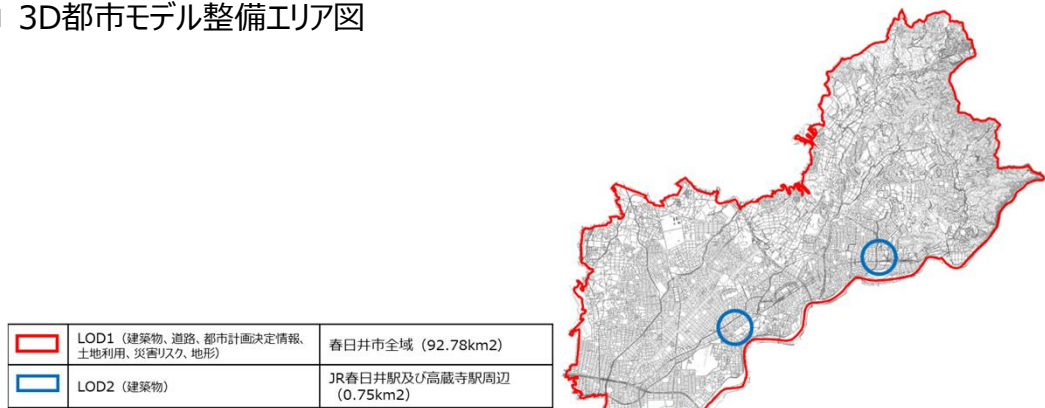 3D都市モデル整備エリア図
LOD1（建築物、道路、都市計画決定情報、
土地利用、災害リスク、地形）
春日井市全域（92.78km2）
LOD2（建築物）
JR春日井駅及び高蔵寺駅周辺
（0.75km2）